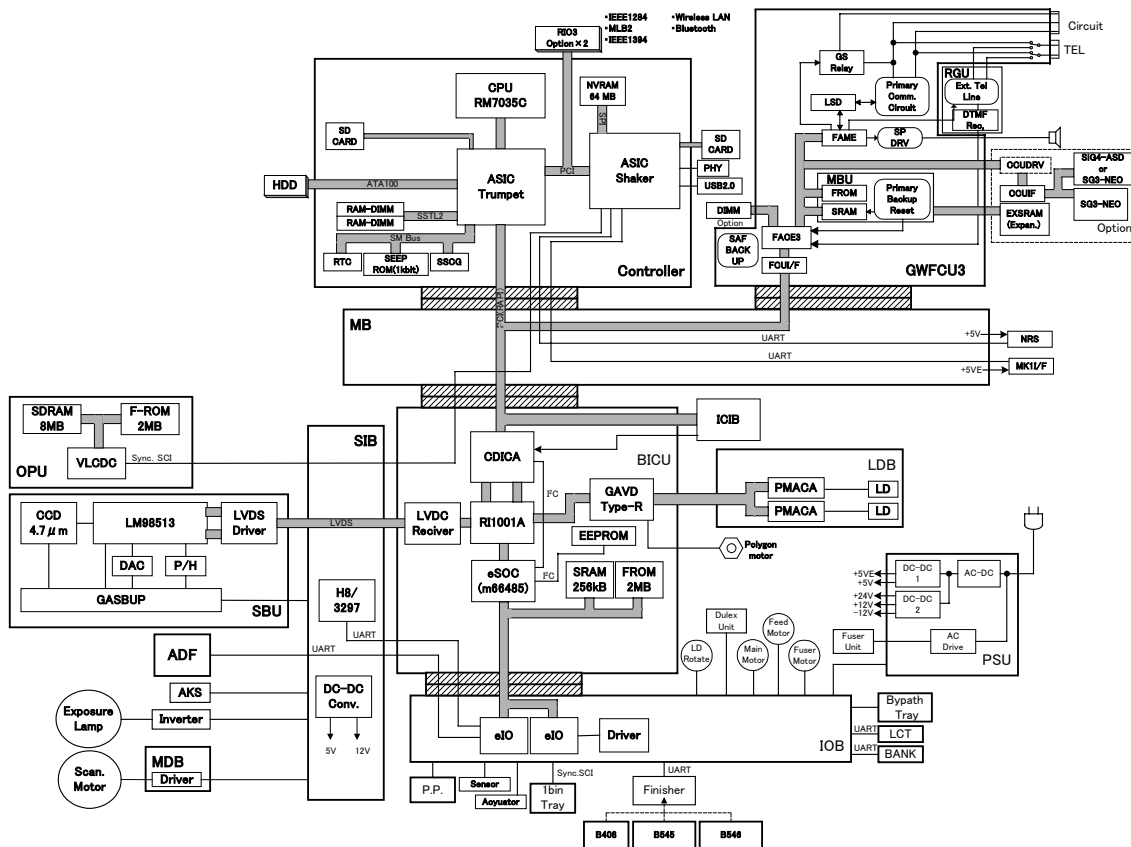 •IEEE1284
•MLB2
•IEEE1394
•Wireless LAN
•Bluetooth
RIO3
Option×2
CPU
RM7035C
NVRAM
64 MB
SPI
SD
CARD
ASIC
Trumpet
PCI
ASIC
Shaker
SD
CARD
PHY
USB2.0
HDD
ATA100
RAM-DIMM
RAM-DIMM
SSTL2
SM Bus
RTC
SEEP
ROM(1kbit)
SSCG
Controller
Circuit
TEL
GS
Relay
Primary
Comm.
Circuit
RGU
Ext. Tel
Line
DTMF
Rec,
LSD
FAME
SP
DRV
MBU
FROM
SRAM
Primary
Backup
Reset
DIMM
Option
SAF
BACK
UP
FACE3
FCUI/F
GWFCU3
CCUDRV
CCUIF
EXSRAM
(Expan.)
SiG4-ASD
or
SG3-NEO
SG3-NEO
Option
PCI(RAPI)
MB
UART
UART
+5V
+5VE
NRS
MK1I/F
SDRAM
8MB
F-ROM
2MB
VLCDC
OPU
Sync. SCI
SIB
CCD
4.7μm
LM98513
LVDS
Driver
DAC
P/H
GASBUP
SBU
LVDS
H8/
3297
UART
UART
DC-DC
Conv.
5V
12V
ADF
AKS
Exposure
Lamp
Inverter
Scan.
Motor
MDB
Driver
CDICA
ICIB
BICU
LVDC
Reciver
RI1001A
I²C
GAVD
Type-R
eSOC
(m66485)
I²C
EEPROM
SRAM
256kB
FROM
2MB
LDB
PMACA
LD
PMACA
LD
Polygon
motor
+5VE
+5V
+24V
+12V
-12V
DC-DC
1
DC-DC
2
AC-DC
Fuser
Unit
AC
Drive
PSU
LD
Rotate
Dulex
Unit
Main
Motor
Feed
Motor
Fuser
Motor
eIO
eIO
Driver
IOB
Bypath
Tray
UART
LCT
UART
BANK
P.P.
Sensor
Aoyuator
Sync.SCI
1bin
Tray
UART
Finisher
B408
B545
B546